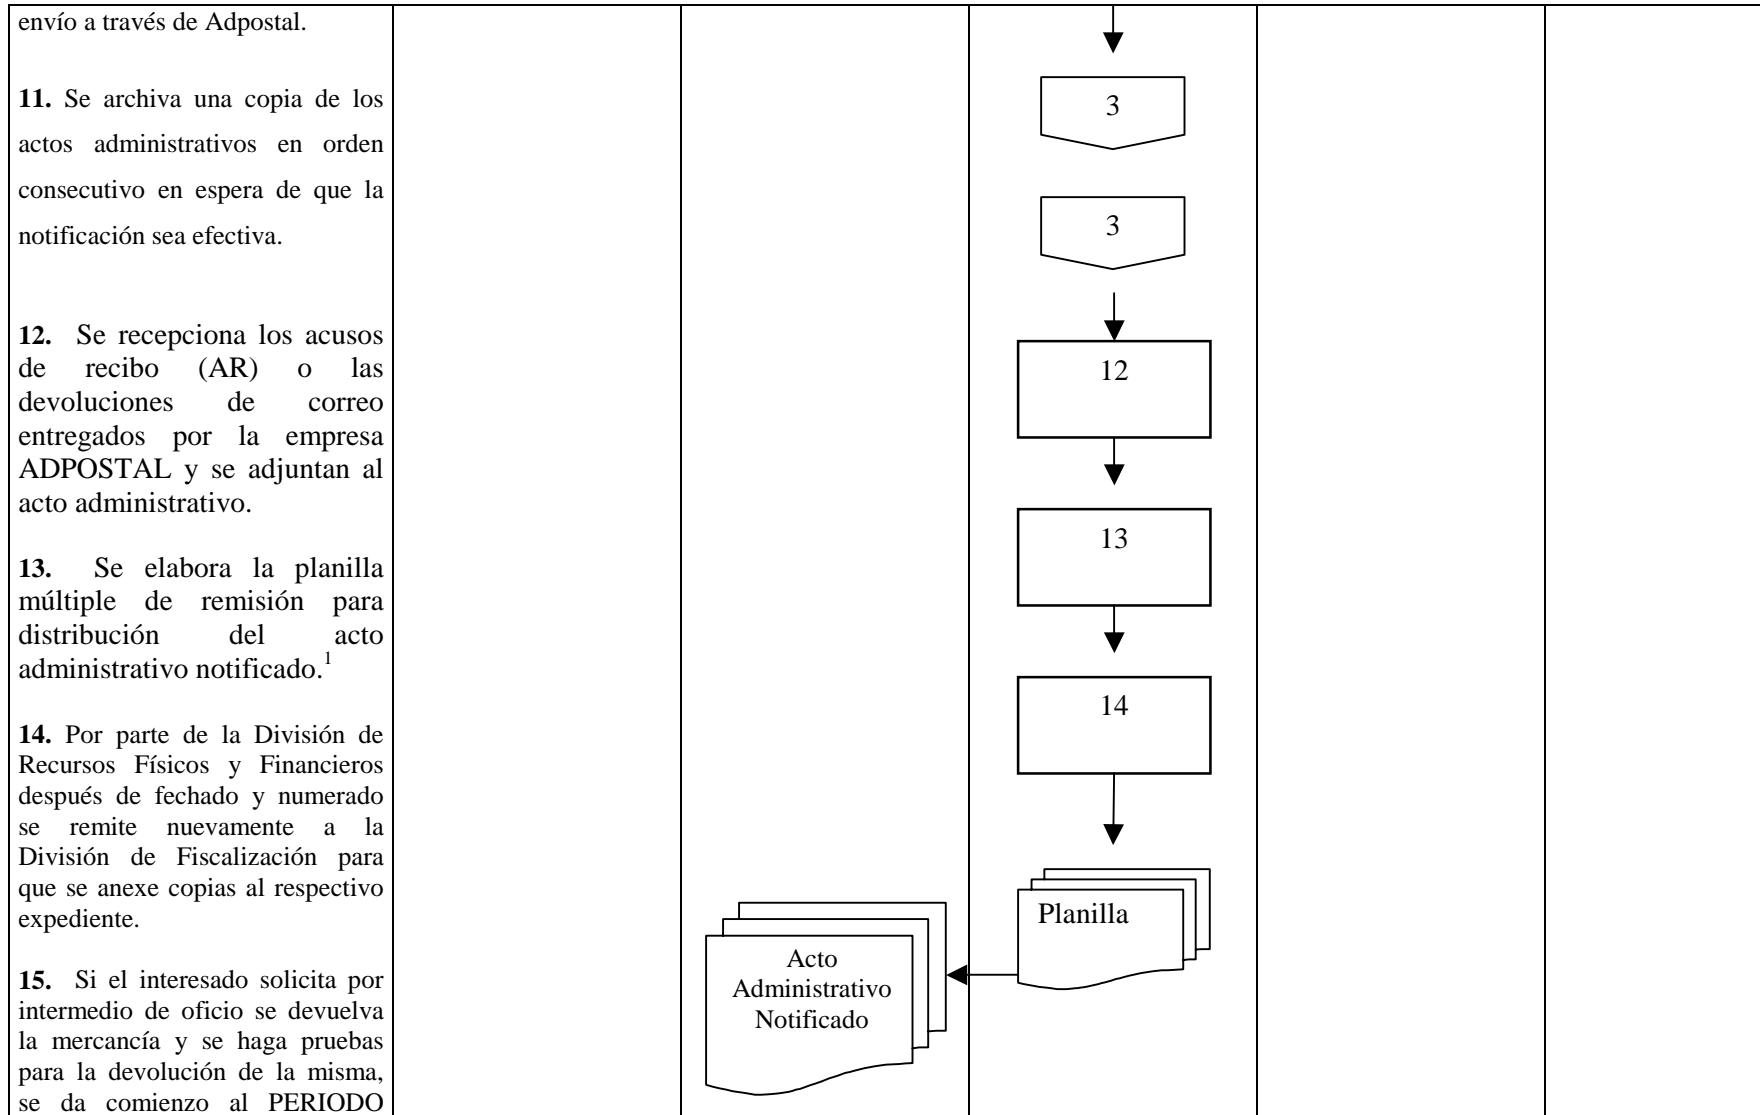 envío a través de Adpostal.
11. Se archiva una copia de los
actos administrativos en orden
consecutivo en espera de que la
notificación sea efectiva.
12. Se recepciona los acusos
de recibo (AR) o las
devoluciones de correo
entregados por la empresa
ADPOSTAL y se adjuntan al
acto administrativo.
13. Se elabora la planilla
múltiple de remisión para
distribución del acto
administrativo notificado.1
14. Por parte de la División de
Recursos Físicos y Financieros
después de fechado y numerado
se remite nuevamente a la
División de Fiscalización para
que se anexe copias al respectivo
expediente.
15. Si el interesado solicita por
intermedio de oficio se devuelva
la mercancía y se haga pruebas
para la devolución de la misma,
se da comienzo al PERIODO
3
3
12
13
14
Planilla
Acto
Administrativo
Notificado